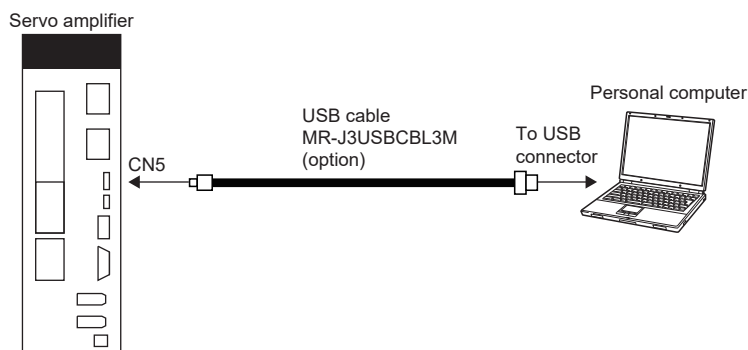 Servo amplifier
Personal computer
USB cable
MR-J3USBCBL3M
(option)
To USB
connector
CN5